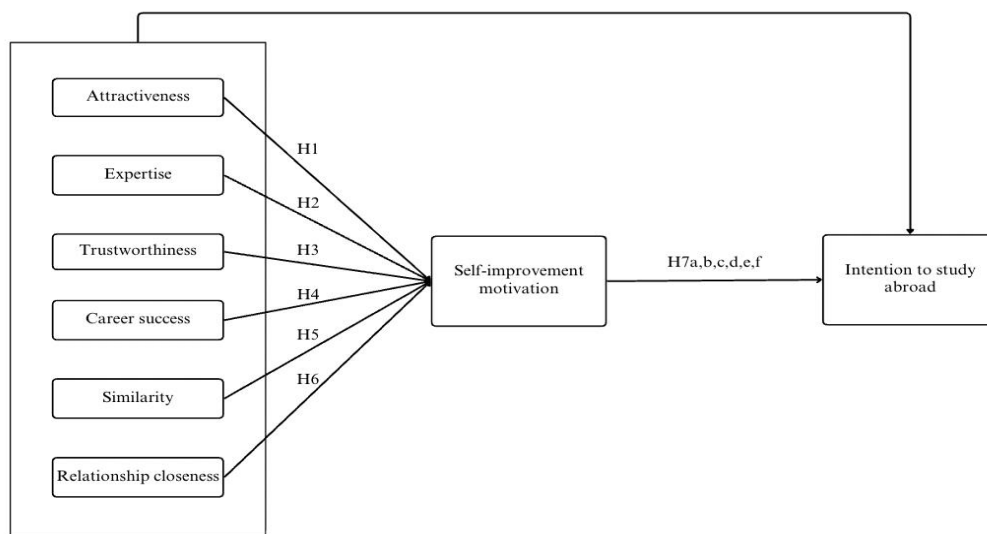 Attractiveness
H1
Expertise
H2
Trustworthiness
H3
Career success
H4
Similarity
H5
Relationship closeness
H6
Self-improvement
motivation
H7a,b,c,d,e,f
Intention to study
abroad